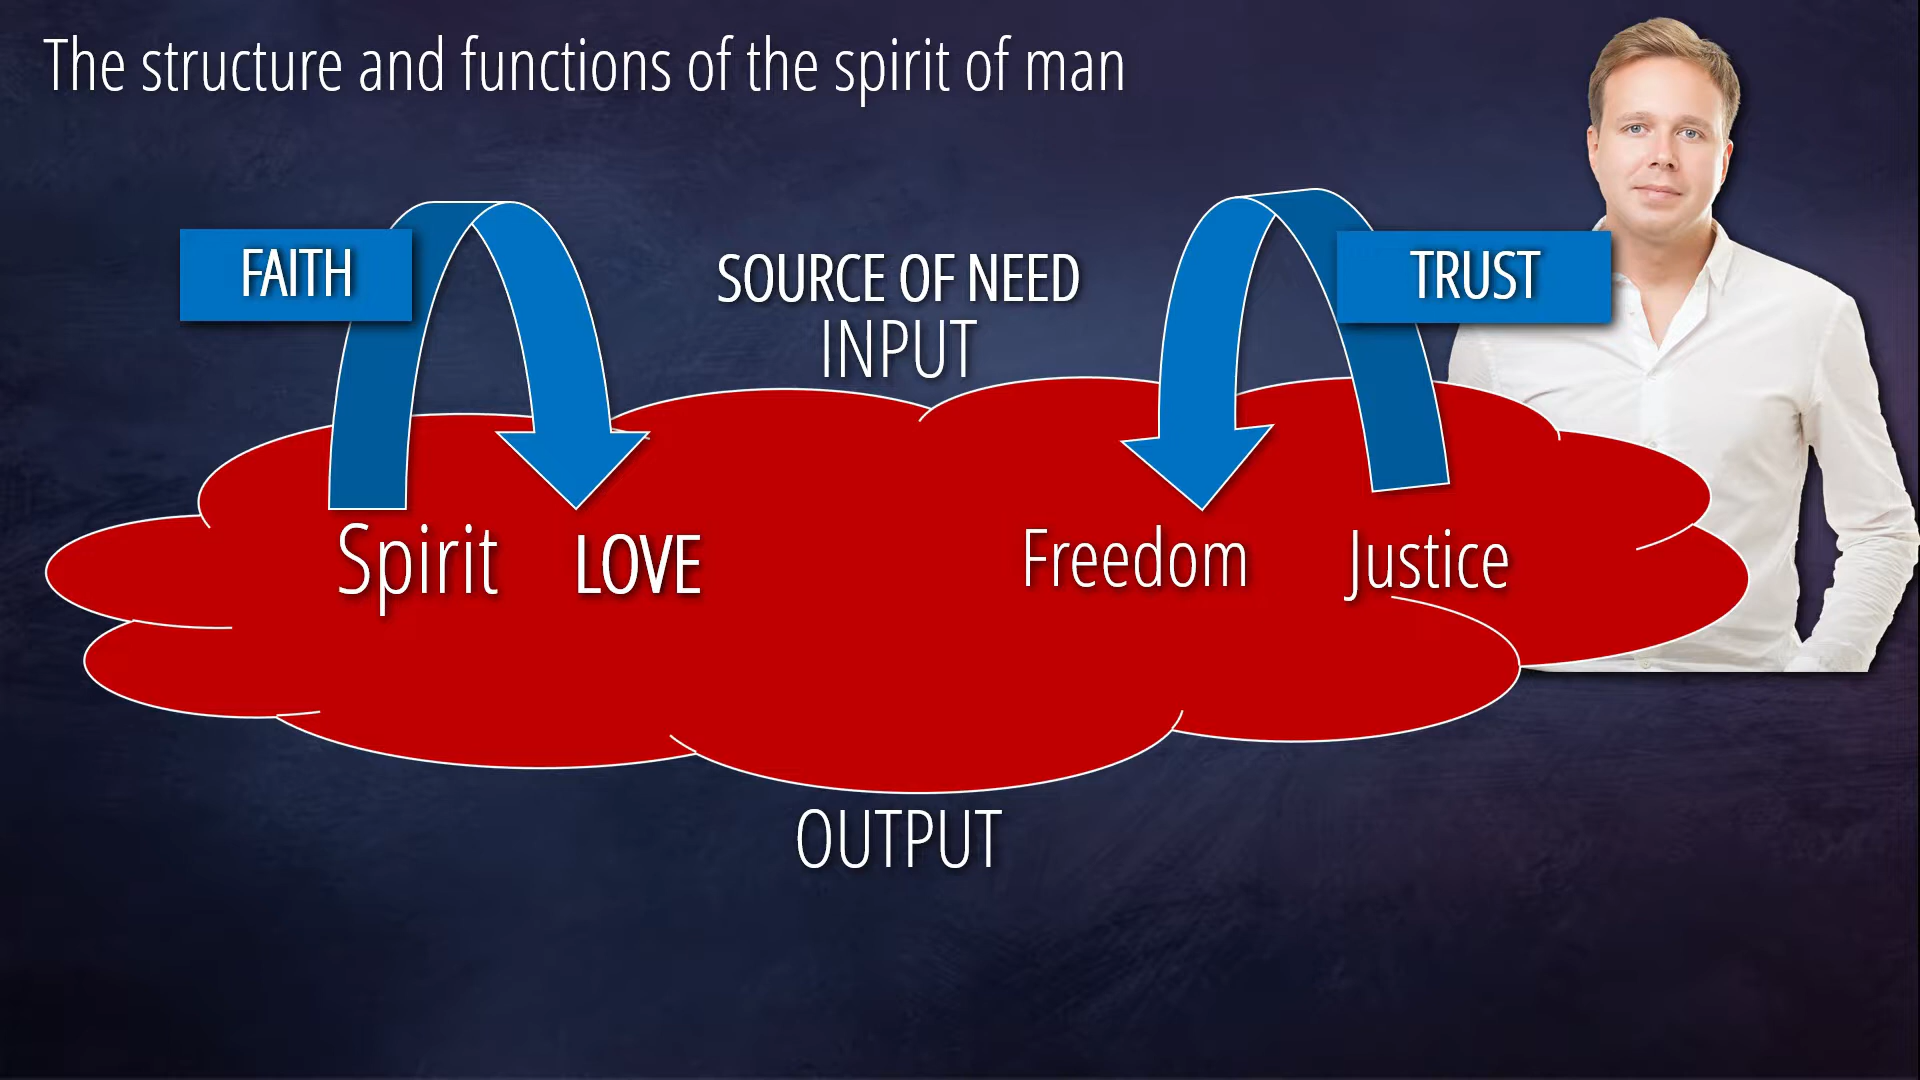 The structure and functions of the spirit of man
FAITH
SOURCE OF NEED
INPUT
TRUST
Spirit
LOVE
Freedom
Justice
OUTPUT